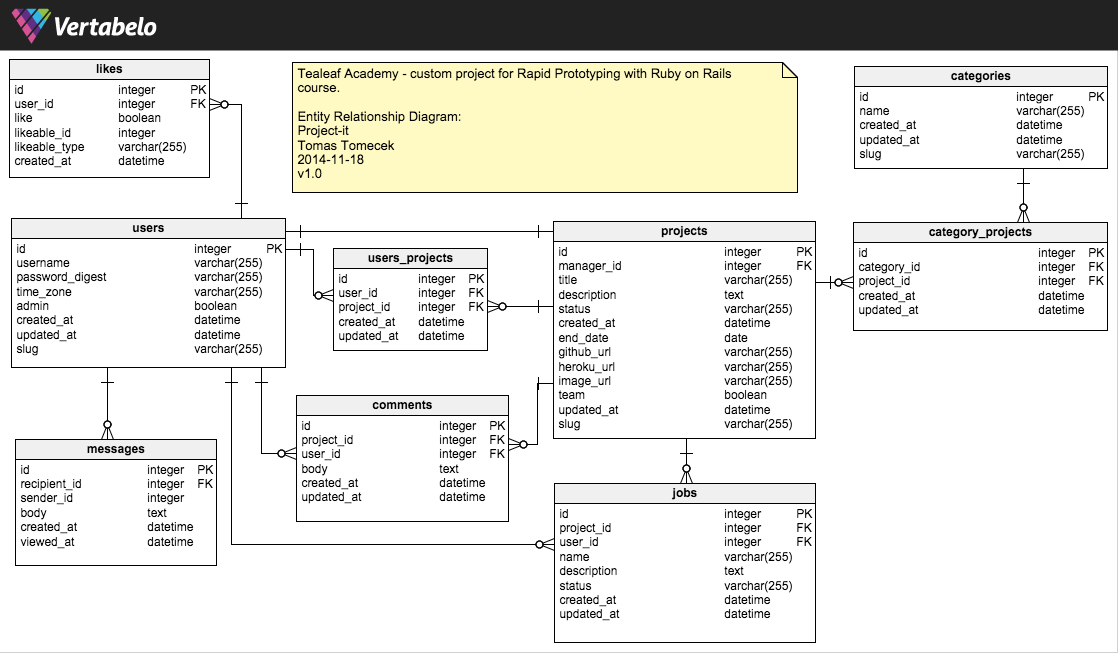 Vertabelo
likes
id integer PK
user_id integer FK
like boolean
likeable_id integer
likeable_type varchar(255)
created_at datetime
Tealeaf Academy - custom project for Rapid Prototyping with Ruby on Rails
course.
Entity Relationship Diagram:
Project-it
Tomas Tomecek
2014-11-18
v1.0
categories
id integer PK
name varchar(255)
created_at datetime
updated_at datetime
slug varchar(255)
users
id integer PK
username varchar(255)
password_digest varchar(255)
time_zone varchar(255)
admin boolean
created_at datetime
updated_at datetime
slug varchar(255)
users_projects
id integer PK
user_id integer FK
project_id integer FK
created_at datetime
updated_at datetime
projects
id integer PK
manager_id integer FK
title varchar(255)
description text
status varchar(255)
created_at datetime
end_date date
github_url varchar(255)
heroku_url varchar(255)
image_url varchar(255)
team boolean
updated_at datetime
slug varchar(255)
category_projects
id integer PK
category_id integer FK
project_id integer FK
created_at datetime
updated_at datetime
messages
id integer PK
recipient_id integer FK
sender_id integer
body text
created_at datetime
viewed_at datetime
comments
id integer PK
project_id integer FK
user_id integer FK
body text
created_at datetime
updated_at datetime
jobs
id integer PK
project_id integer FK
user_id integer FK
name varchar(255)
description text
status varchar(255)
created_at datetime
updated_at datetime